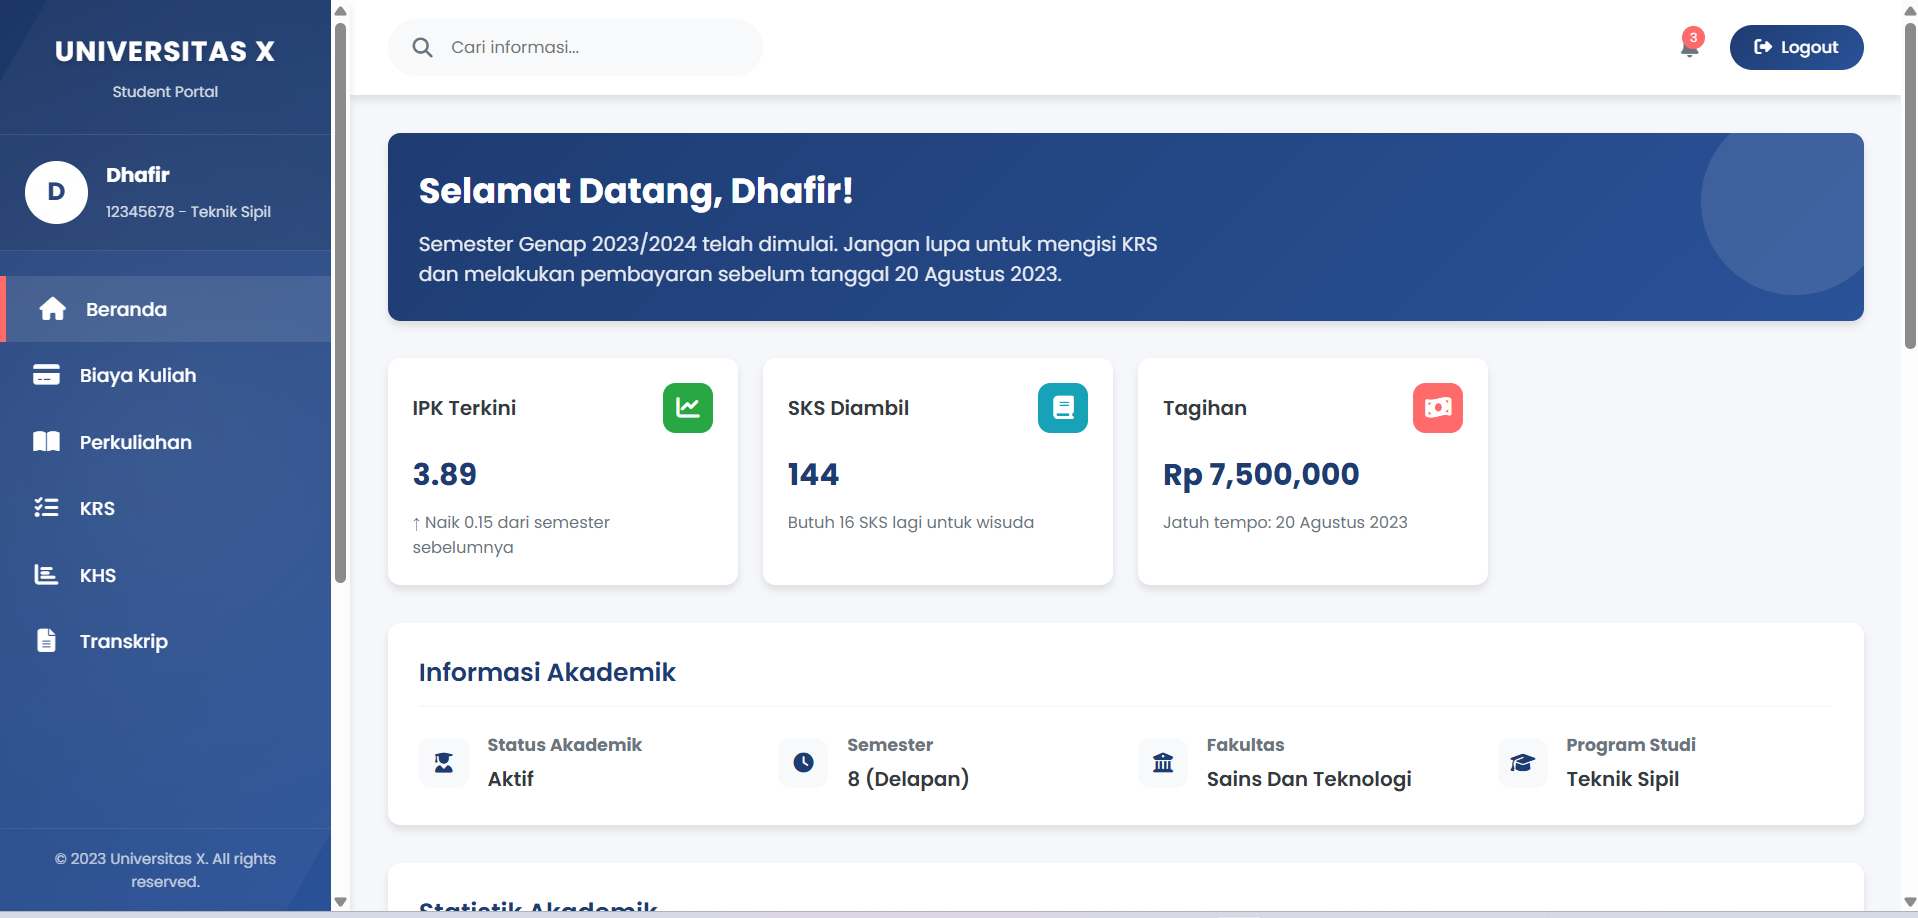 UNIVERSITAS X
Student Portal
D
Dhafir
12345678 - Teknik Sipil
Beranda
Biaya Kuliah
Perkuliahan
KRS
KHS
Transkrip
© 2023 Universitas X. All rights
reserved.
Cari informasi...
3
Logout
Selamat Datang, Dhafir!
Semester Genap 2023/2024 telah dimulai. Jangan lupa untuk mengisi KRS
dan melakukan pembayaran sebelum tanggal 20 Agustus 2023.
IPK Terkini
3.89
↑ Naik 0.15 dari semester
sebelumnya
SKS Diambil
144
Butuh 16 SKS lagi untuk wisuda
Tagihan
Rp 7,500,000
Jatuh tempo: 20 Agustus 2023
Informasi Akademik
Status Akademik
Aktif
Semester
8 (Delapan)
Fakultas
Sains Dan Teknologi
Program Studi
Teknik Sipil
Statistik Akademik